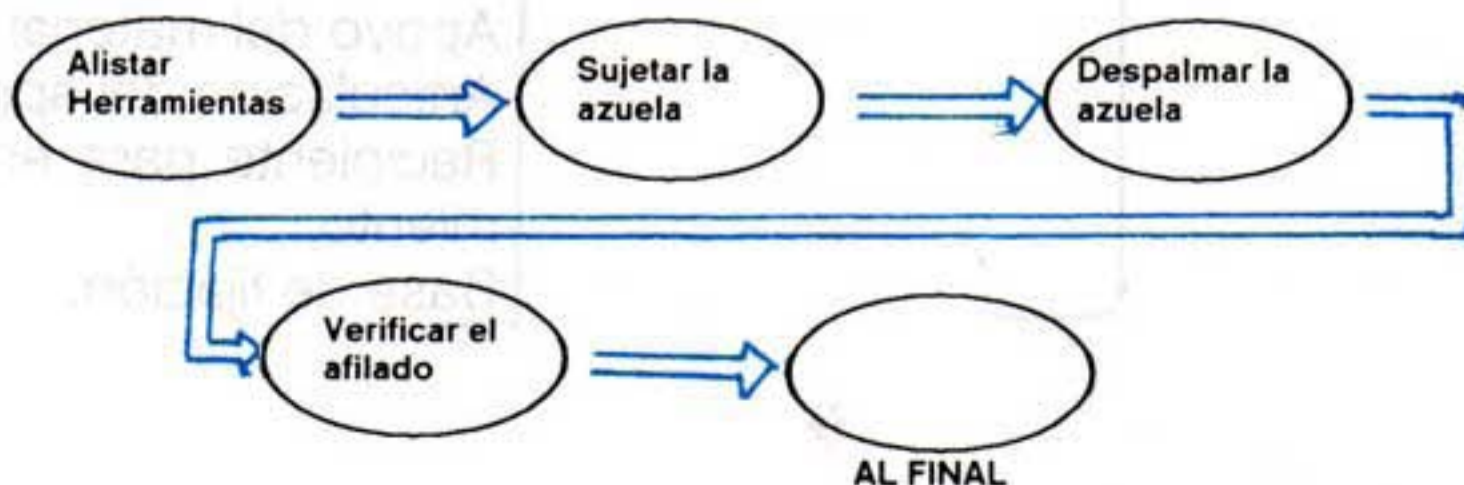 Alistar
Herramientas
Sujetar la
azuela
Despalmar la
azuela
Verificar el
afilado
AL FINAL